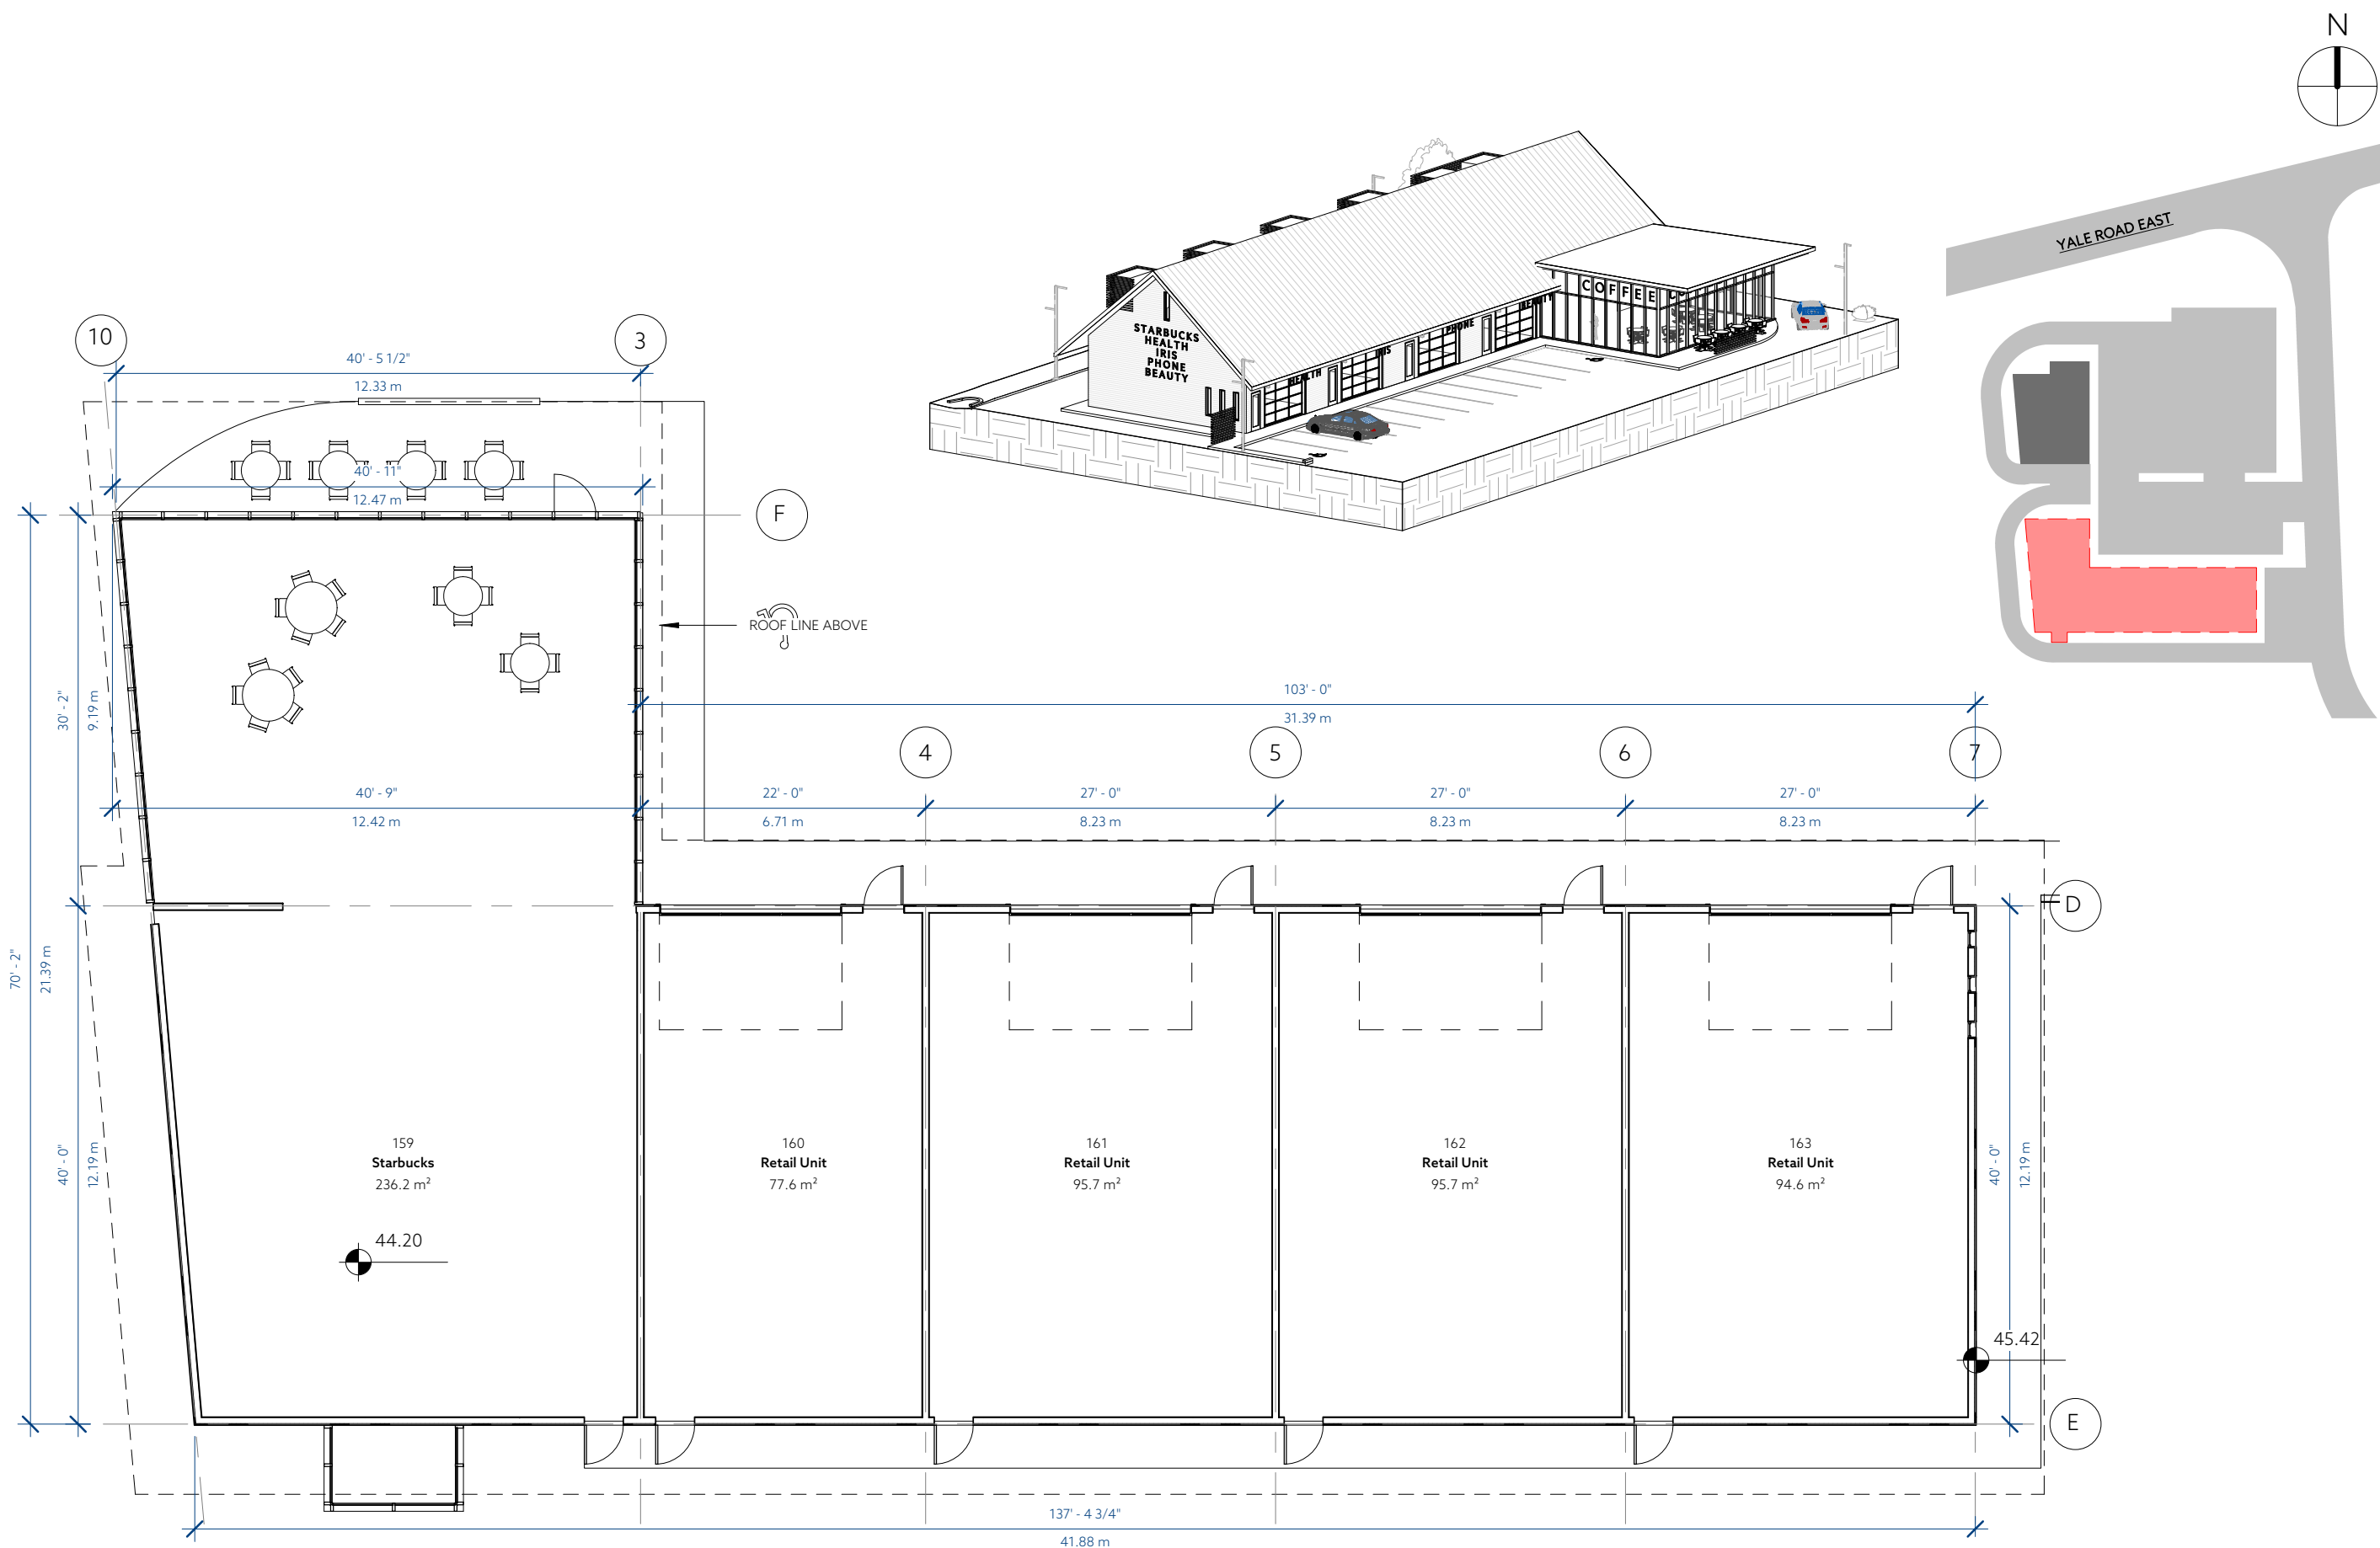 N
YALE ROAD EAST
STARBUCKS
HEALTH
IRIS
PHONE
BEAUTY
COFFEE
BEAUTY
PHONE
IRIS
HEALTH
10
3
40' - 5 1/2"
12.33 m
40' - 11"
12.47 m
F
ROOF LINE ABOVE
103' - 0"
31.39 m
4
5
6
7
40' - 9"
12.42 m
22' - 0"
6.71 m
27' - 0"
8.23 m
27' - 0"
8.23 m
27' - 0"
8.23 m
30' - 2"
9.19 m
70' - 2"
21.39 m
40' - 0"
12.19 m
D
159
Starbucks
236.2 m²
44.20
160
Retail Unit
77.6 m²
161
Retail Unit
95.7 m²
162
Retail Unit
95.7 m²
163
Retail Unit
94.6 m²
40' - 0"
12.19 m
45.42
E
137' - 4 3/4"
41.88 m